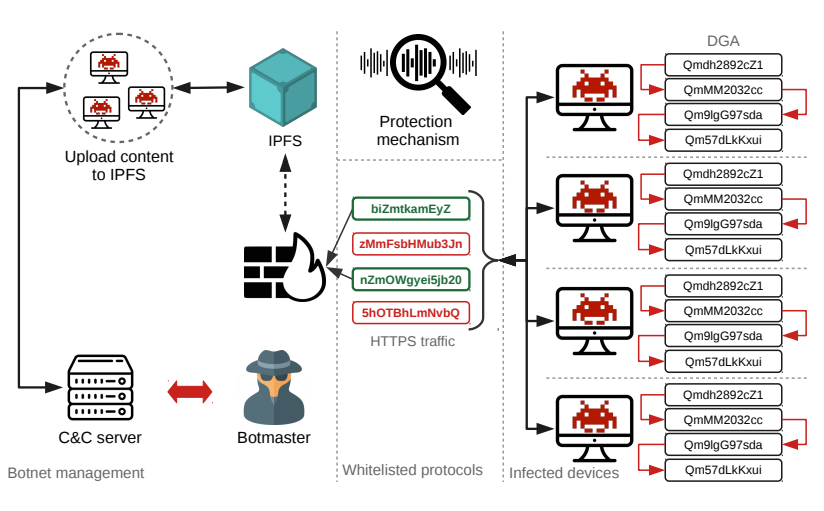 Upload content
to IPFS
IPFS
C&C server
Botmaster
Botnet management
Protection
mechanism
biZmtkamEyZ
zMmFsbHMub3Jn
nZmOWgyei5jb20
5hOTBhLmNvbQ
HTTPS traffic
Whitelisted protocols
DGA
Qmdh2892cZ1
QmMM2032cc
Qm9lgG97sda
Qm57dLkKxui
Qmdh2892cZ1
QmMM2032cc
Qm9lgG97sda
Qm57dLkKxui
Qmdh2892cZ1
QmMM2032cc
Qm9lgG97sda
Qm57dLkKxui
Qmdh2892cZ1
QmMM2032cc
Qm9lgG97sda
Qm57dLkKxui
Infected devices